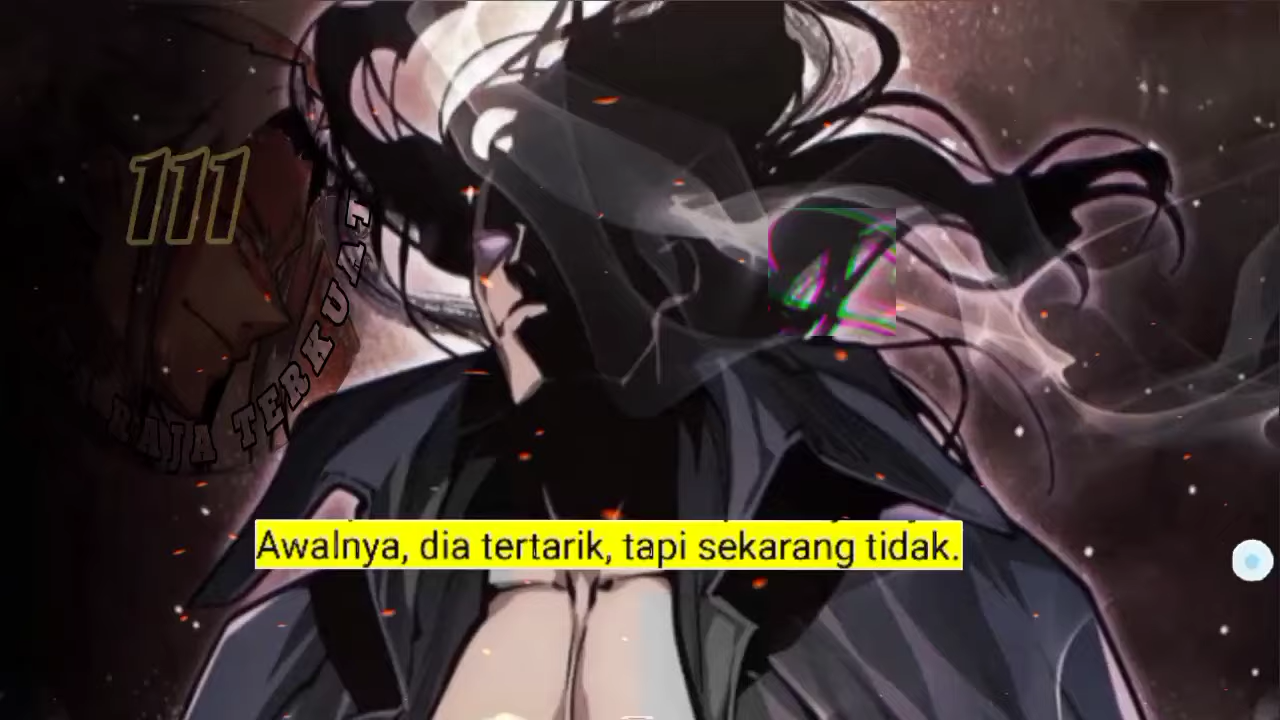 111
RAJA TERKUAT
Awalnya, dia tertarik, tapi sekarang tidak.